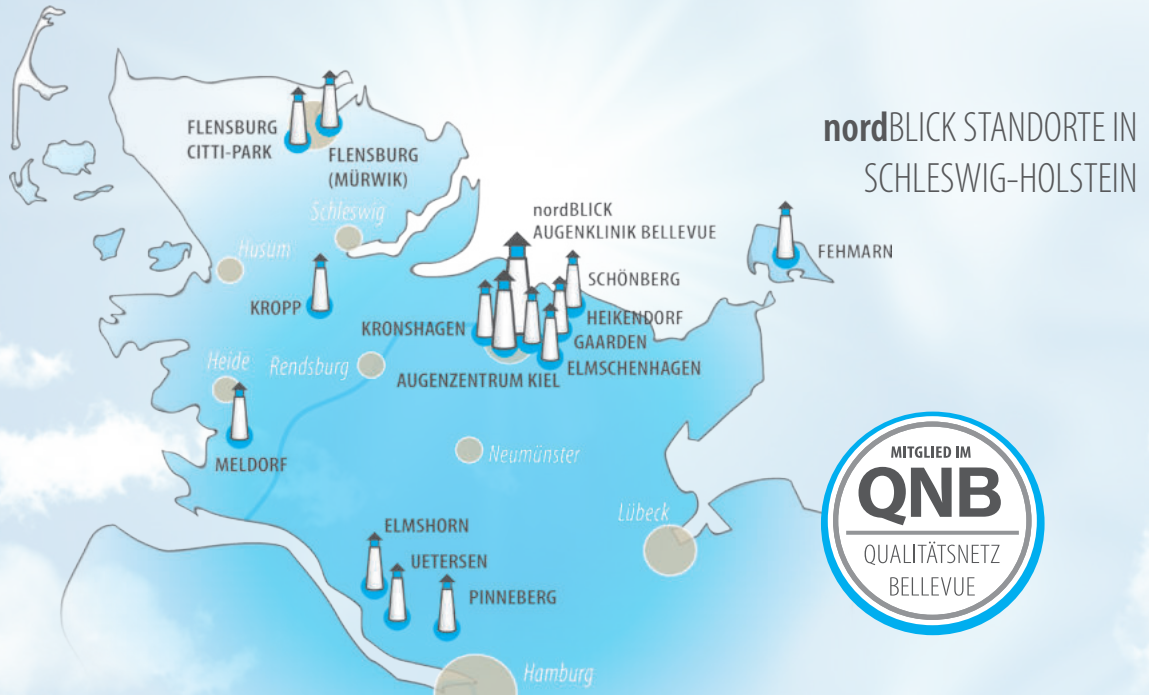 nordBLICK STANDORTE IN
SCHLESWIG-HOLSTEIN
FLENSBURG
CITTI-PARK
FLENSBURG
(MÜRWIK)
Schleswig
nordBLICK
AUGENKLINIK BELLEVUE
FEHMARN
Husum
SCHÖNBERG
KROPP
HEIKENDORF
KRONSHAGEN
GAARDEN
Heide
Rendsburg
ELMSCHENHAGEN
AUGENZENTRUM KIEL
MELDORF
Neumünster
MITGLIED IM
QNB
QUALITÄTSNETZ
BELLEVUE
Lübeck
ELMSHORN
UETERSEN
PINNEBERG
Hamburg